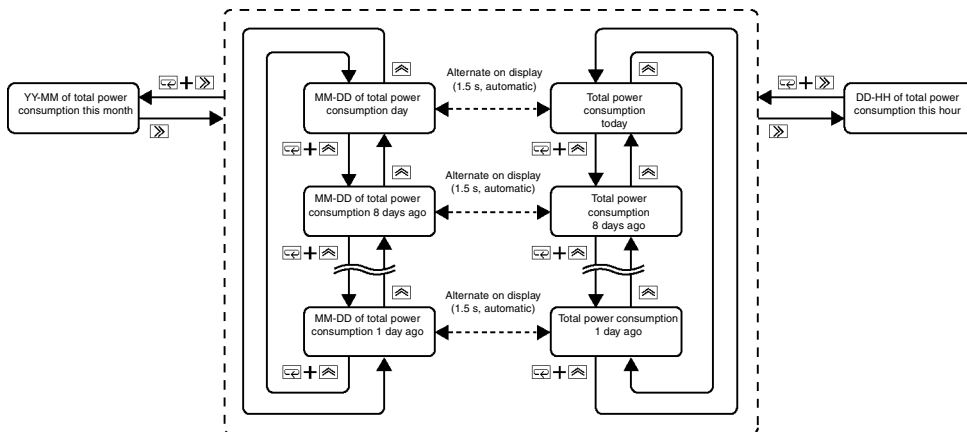 Alternate on display
(1.5 s, automatic)
YY-MM of total power
consumption this month
MM-DD of total power
consumption day
Total power
consumption
today
DD-HH of total power
consumption this hour
+
+
+
+
Alternate on display
(1.5 s, automatic)
MM-DD of total power
consumption 8 days ago
Total power
consumption
8 days ago
+
+
Alternate on display
(1.5 s, automatic)
MM-DD of total power
consumption 1 day ago
Total power consumption
1 day ago
+
+